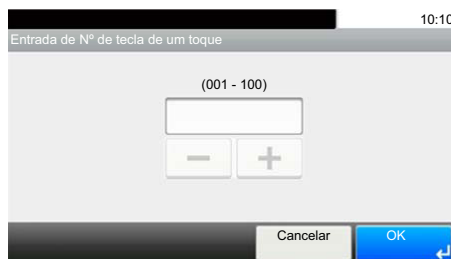 10:10
Entrada de Nº de tecla de um toque
(001 - 100)
Cancelar
OK